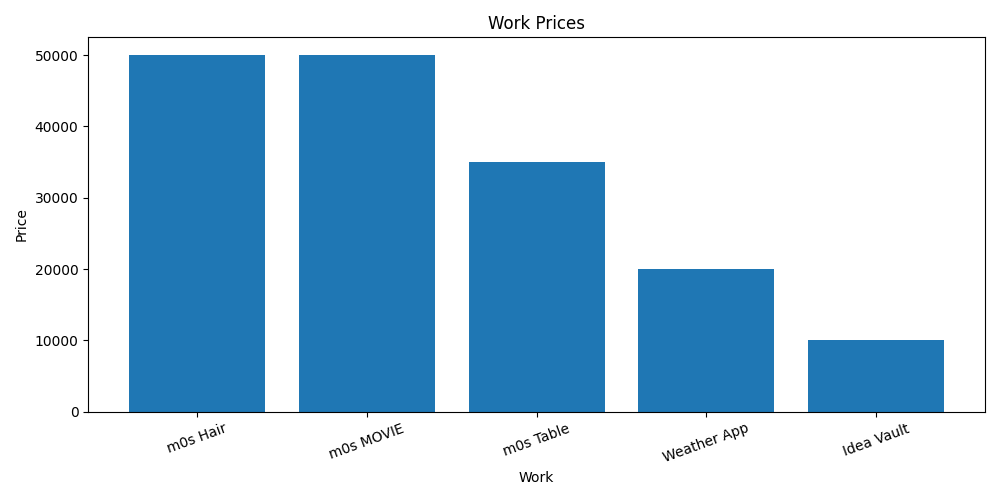 Work Prices
Price
50000
40000
30000
20000
10000
0
m0s Hair
m0s MOVIE
m0s Table
Weather App
Idea Vault
Work